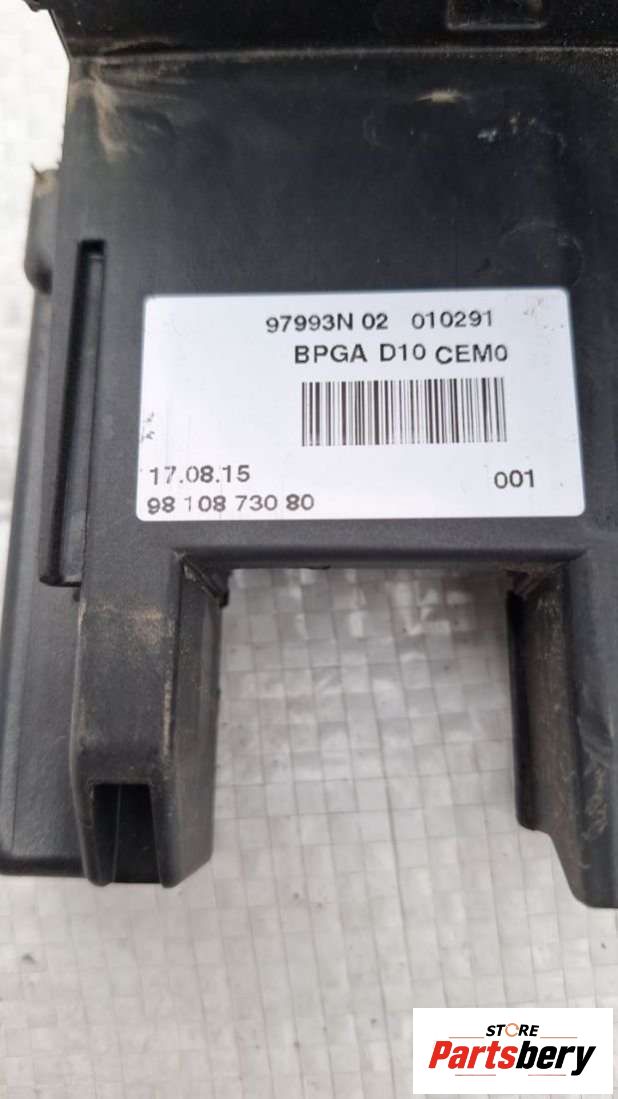 97993N 02 010291
BPGA D10 CEM0
17.08.15
001
98 108 730 80
STORE
Partsbery